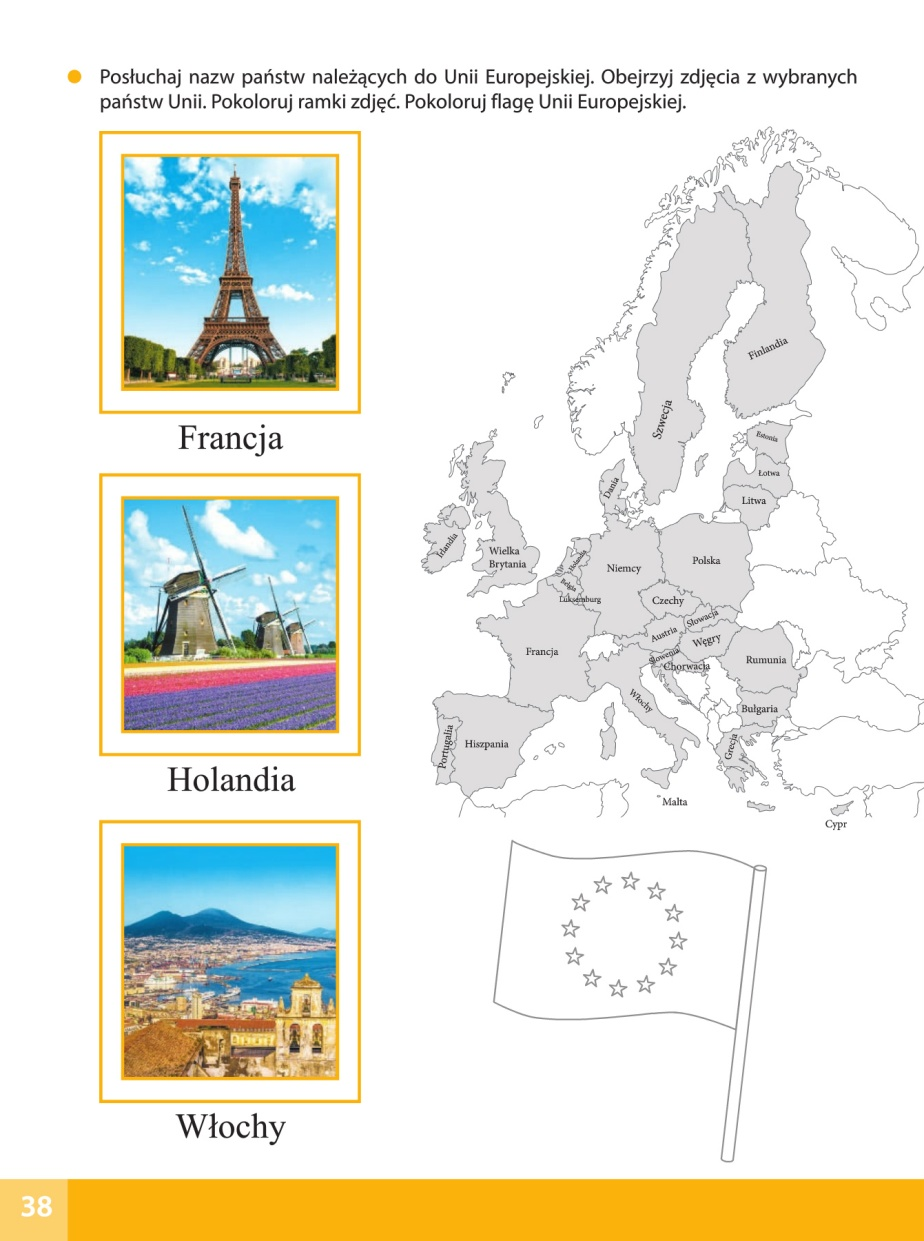 Posłuchaj nazw państw należących do Unii Europejskiej. Obejrzyj zdjęcia z wybranych
państw Unii. Pokoloruj ramki zdjęć. Pokoloruj flagę Unii Europejskiej.
Francja
Holandia
Włochy
Finlandia
Szwecja
Estonia
Łotwa
Litwa
Dania
Irlandia
Wielka
Brytania
Holandia
Belgia
Luksemburg
Niemcy
Polska
Czechy
Słowacja
Austria
Węgry
Słowenia
Chorwacja
Rumunia
Francja
Włochy
Bułgaria
Portugalia
Hiszpania
Grecja
Malta
Cypr
38